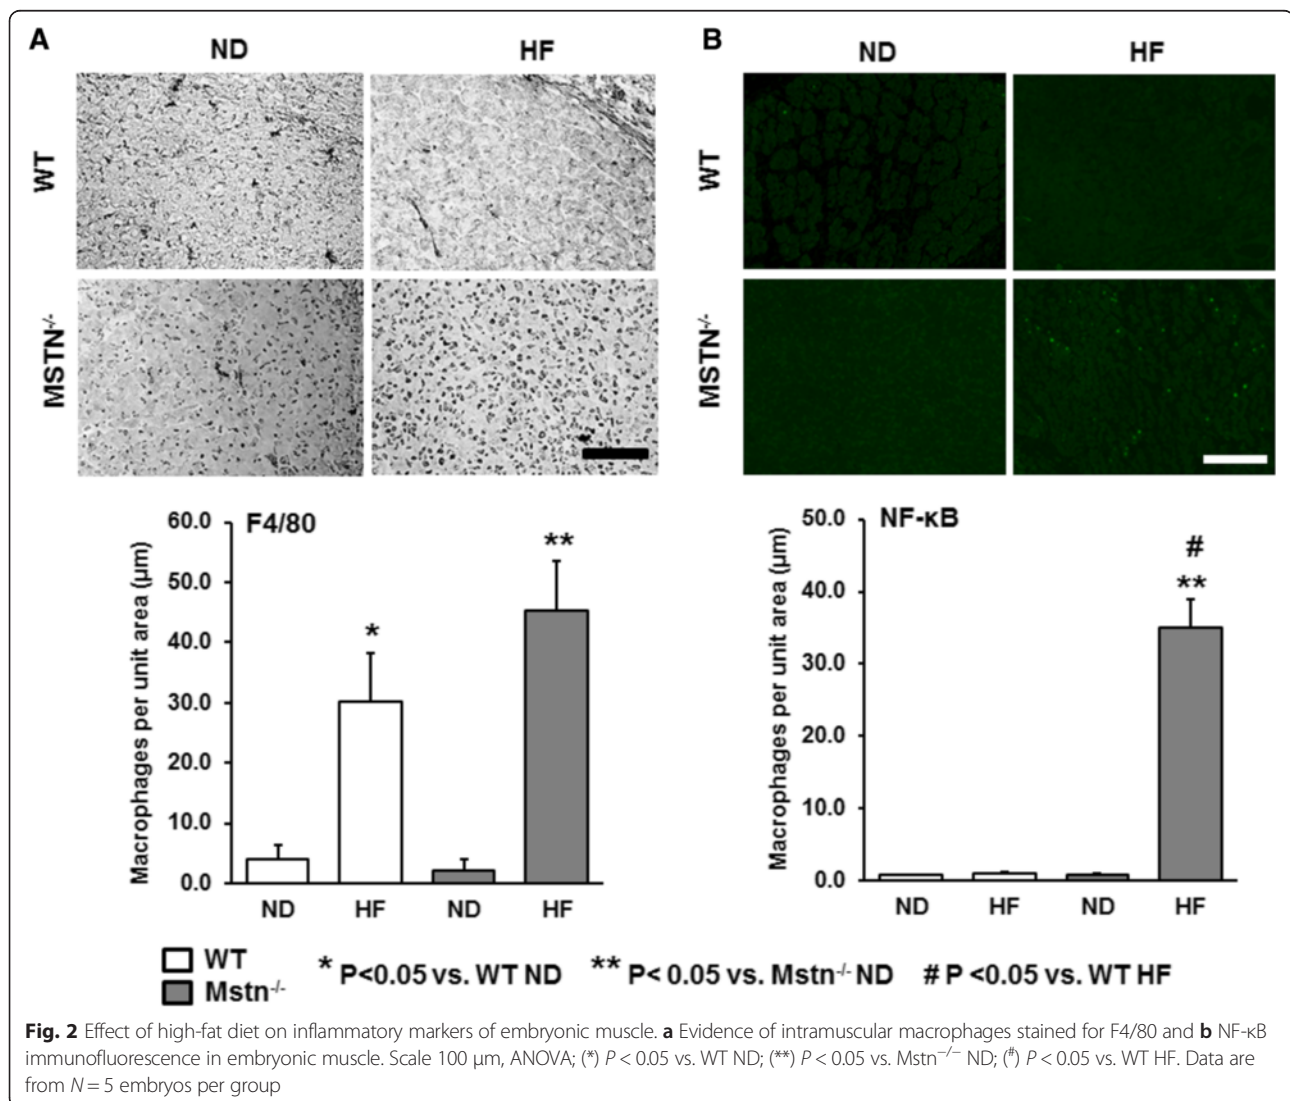 A
ND
HF
WT
MSTN-/-
B
ND
HF
WT
MSTN-/-
F4/80
Macrophages per unit area (µm)
60.0
50.0
40.0
30.0
20.0
10.0
0.0
*
**
ND
HF
ND
HF
NF-κB
Macrophages per unit area (µm)
50.0
40.0
30.0
20.0
10.0
0.0
#
**
ND
HF
ND
HF
WT
Mstn-/-
* P<0.05 vs. WT ND
** P< 0.05 vs. Mstn-/- ND
# P <0.05 vs. WT HF
Fig. 2 Effect of high-fat diet on inflammatory markers of embryonic muscle. a Evidence of intramuscular macrophages stained for F4/80 and b NF-κB
immunofluorescence in embryonic muscle. Scale 100 µm, ANOVA; (*) P < 0.05 vs. WT ND; (**) P < 0.05 vs. Mstn−/− ND; (#) P < 0.05 vs. WT HF. Data are
from N = 5 embryos per group